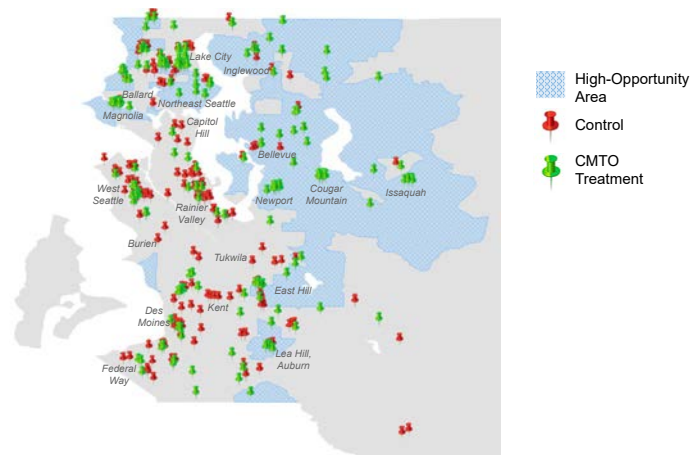 Lake City
Inglewood
Ballard
Northeast Seattle
Magnolia
Capitol
Hill
Bellevue
West
Seattle
Rainier
Valley
Newport
Cougar
Mountain
Issaquah
Burien
Tukwila
East Hill
Kent
Des
Moines
Lea Hill,
Auburn
Federal
Way
High-Opportunity
Area
Control
CMTO
Treatment